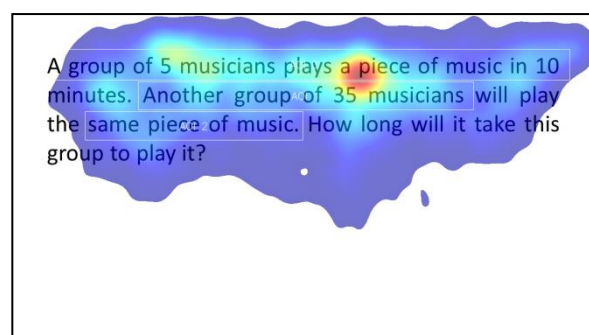 A group of 5 musicians plays a piece of music in 10
minutes. Another group of 35 musicians will play
the same piece of music. How long will it take this
group to play it?